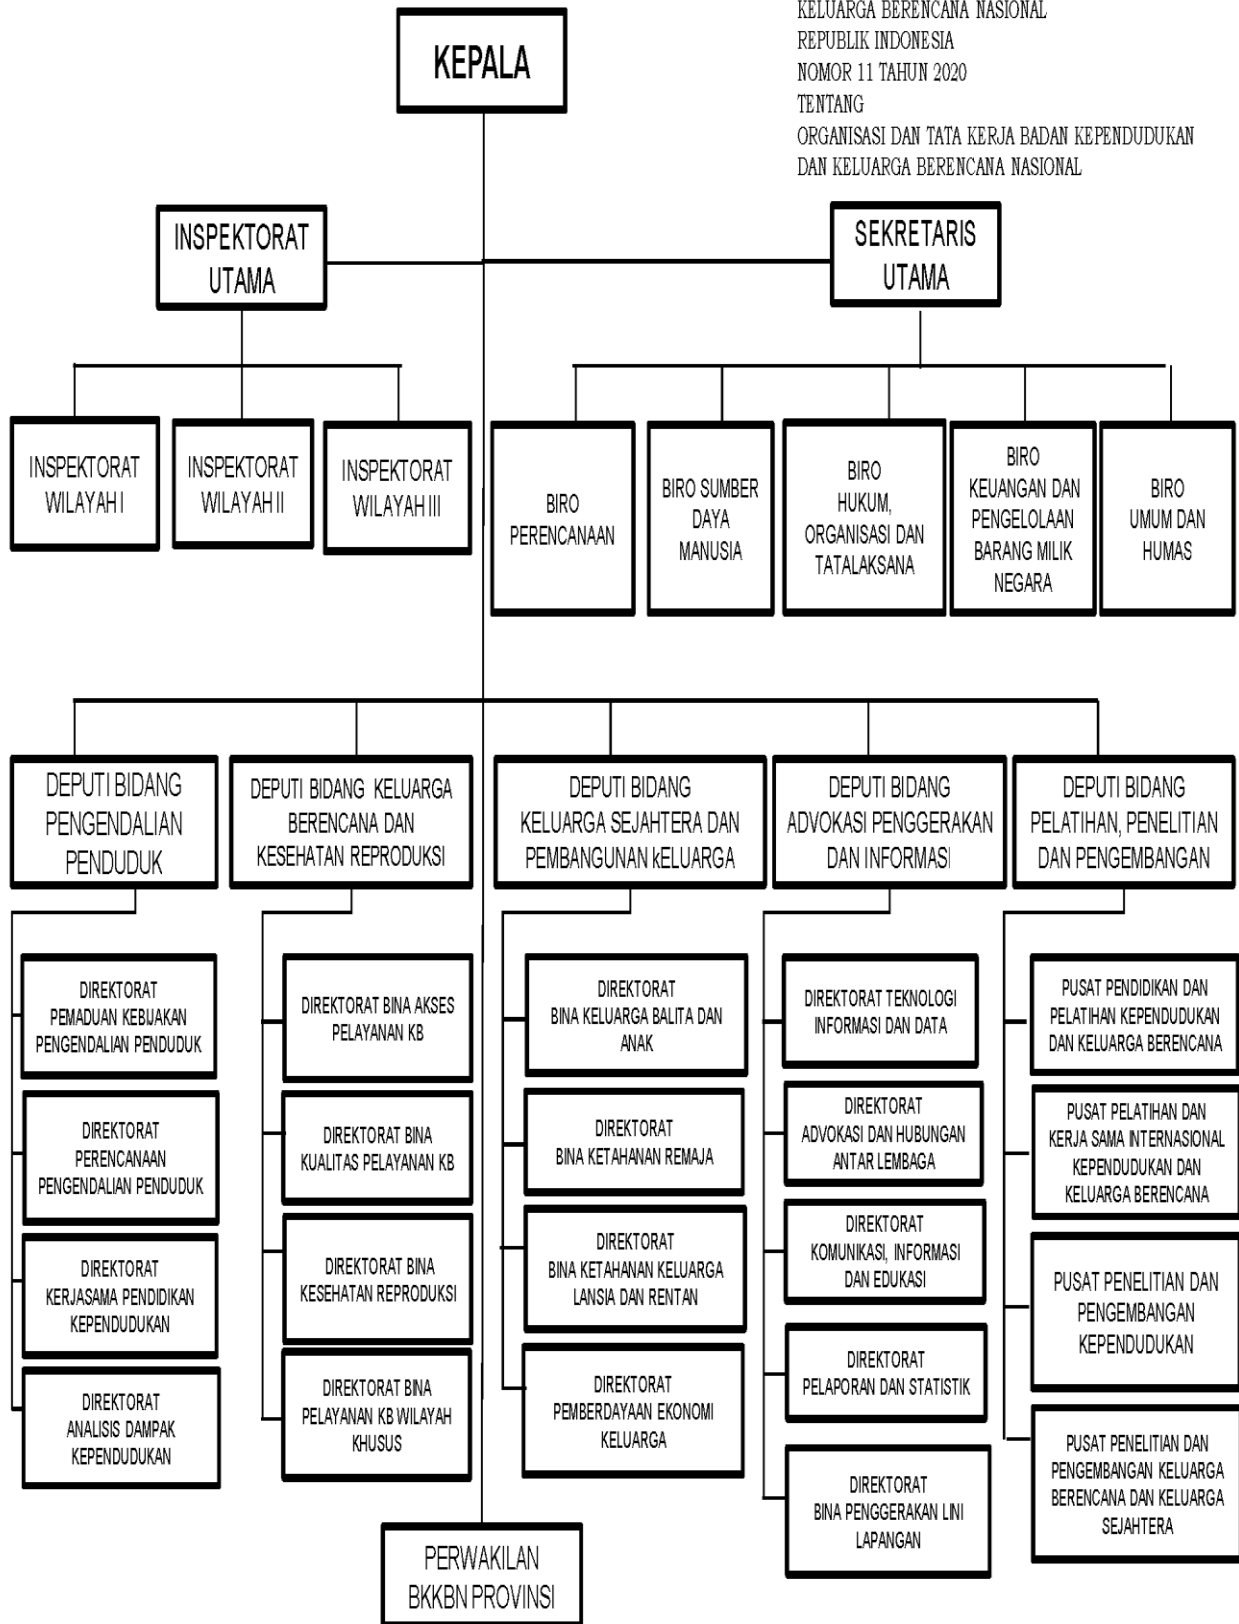 KELUARGA BERENCANA NASIONAL
REPUBLIK INDONESIA
NOMOR 11 TAHUN 2020
TENTANG
ORGANISASI DAN TATA KERJA BADAN KEPENDUDUKAN
DAN KELUARGA BERENCANA NASIONAL
KEPALA
INSPEKTORAT
UTAMA
SEKRETARIS
UTAMA
INSPEKTORAT
WILAYAH I
INSPEKTORAT
WILAYAH II
INSPEKTORAT
WILAYAH III
BIRO
PERENCANAAN
BIRO SUMBER
DAYA
MANUSIA
BIRO
HUKUM,
ORGANISASI DAN
TATALAKSANA
BIRO
KEUANGAN DAN
PENGELOLAAN
BARANG MILIK
NEGARA
BIRO
UMUM DAN
HUMAS
DEPUTI BIDANG
PENGENDALIAN
PENDUDUK
DEPUTI BIDANG KELUARGA
BERENCANA DAN
KESEHATAN REPRODUKSI
DEPUTI BIDANG
KELUARGA SEJAHTERA DAN
PEMBANGUNAN kELUARGA
DEPUTI BIDANG
ADVOKASI PENGGERAKAN
DAN INFORMASI
DEPUTI BIDANG
PELATIHAN, PENELITIAN
DAN PENGEMBANGAN
DIREKTORAT
PEMADUAN KEBIJAKAN
PENGENDALIAN PENDUDUK
DIREKTORAT
PERENCANAAN
PENGENDALIAN PENDUDUK
DIREKTORAT
KERJASAMA PENDIDIKAN
KEPENDUDUKAN
DIREKTORAT
ANALISIS DAMPAK
KEPENDUDUKAN
DIREKTORAT BINA AKSES
PELAYANAN KB
DIREKTORAT BINA
KUALITAS PELAYANAN KB
DIREKTORAT BINA
KESEHATAN REPRODUKSI
DIREKTORAT BINA
PELAYANAN KB WILAYAH
KHUSUS
DIREKTORAT
BINA KELUARGA BALITA DAN
ANAK
DIREKTORAT
BINA KETAHANAN REMAJA
DIREKTORAT
BINA KETAHANAN KELUARGA
LANSIA DAN RENTAN
DIREKTORAT
PEMBERDAYAAN EKONOMI
KELUARGA
DIREKTORAT TEKNOLOGI
INFORMASI DAN DATA
DIREKTORAT
ADVOKASI DAN HUBUNGAN
ANTAR LEMBAGA
DIREKTORAT
KOMUNIKASI, INFORMASI
DAN EDUKASI
DIREKTORAT
PELAPORAN DAN STATISTIK
DIREKTORAT
BINA PENGGERAKAN LINI
LAPANGAN
PUSAT PENDIDIKAN DAN
PELATIHAN KEPENDUDUKAN
DAN KELUARGA BERENCANA
PUSAT PELATIHAN DAN
KERJA SAMA INTERNASIONAL
KEPENDUDUKAN DAN
KELUARGA BERENCANA
PUSAT PENELITIAN DAN
PENGEMBANGAN
KEPENDUDUKAN
PUSAT PENELITIAN DAN
PENGEMBANGAN KELUARGA
BERENCANA DAN KELUARGA
SEJAHTERA
PERWAKILAN
BKKBN PROVINSI